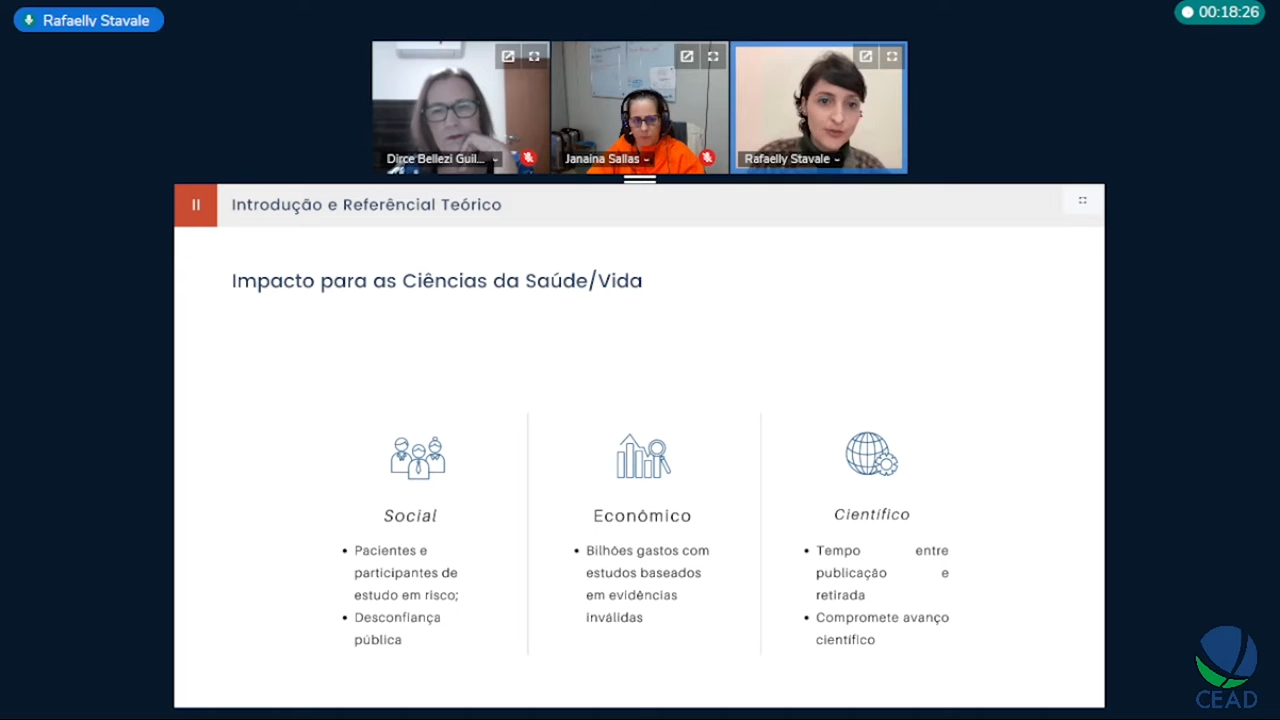 Rafaelly Stavale
00:18:26
Dirce Bellezi Guil...
Janaina Sallas
Rafaelly Stavale
II
Introdução e Referêncial Teórico
Impacto para as Ciências da Saúde/Vida
Social
Pacientes e
participantes de
estudo em risco;
Desconfiança
pública
Econômico
Bilhões gastos com
estudos baseados
em evidências
inválidas
Científico
Tempo entre
publicação e
retirada
Compromete avanço
científico
CEAD